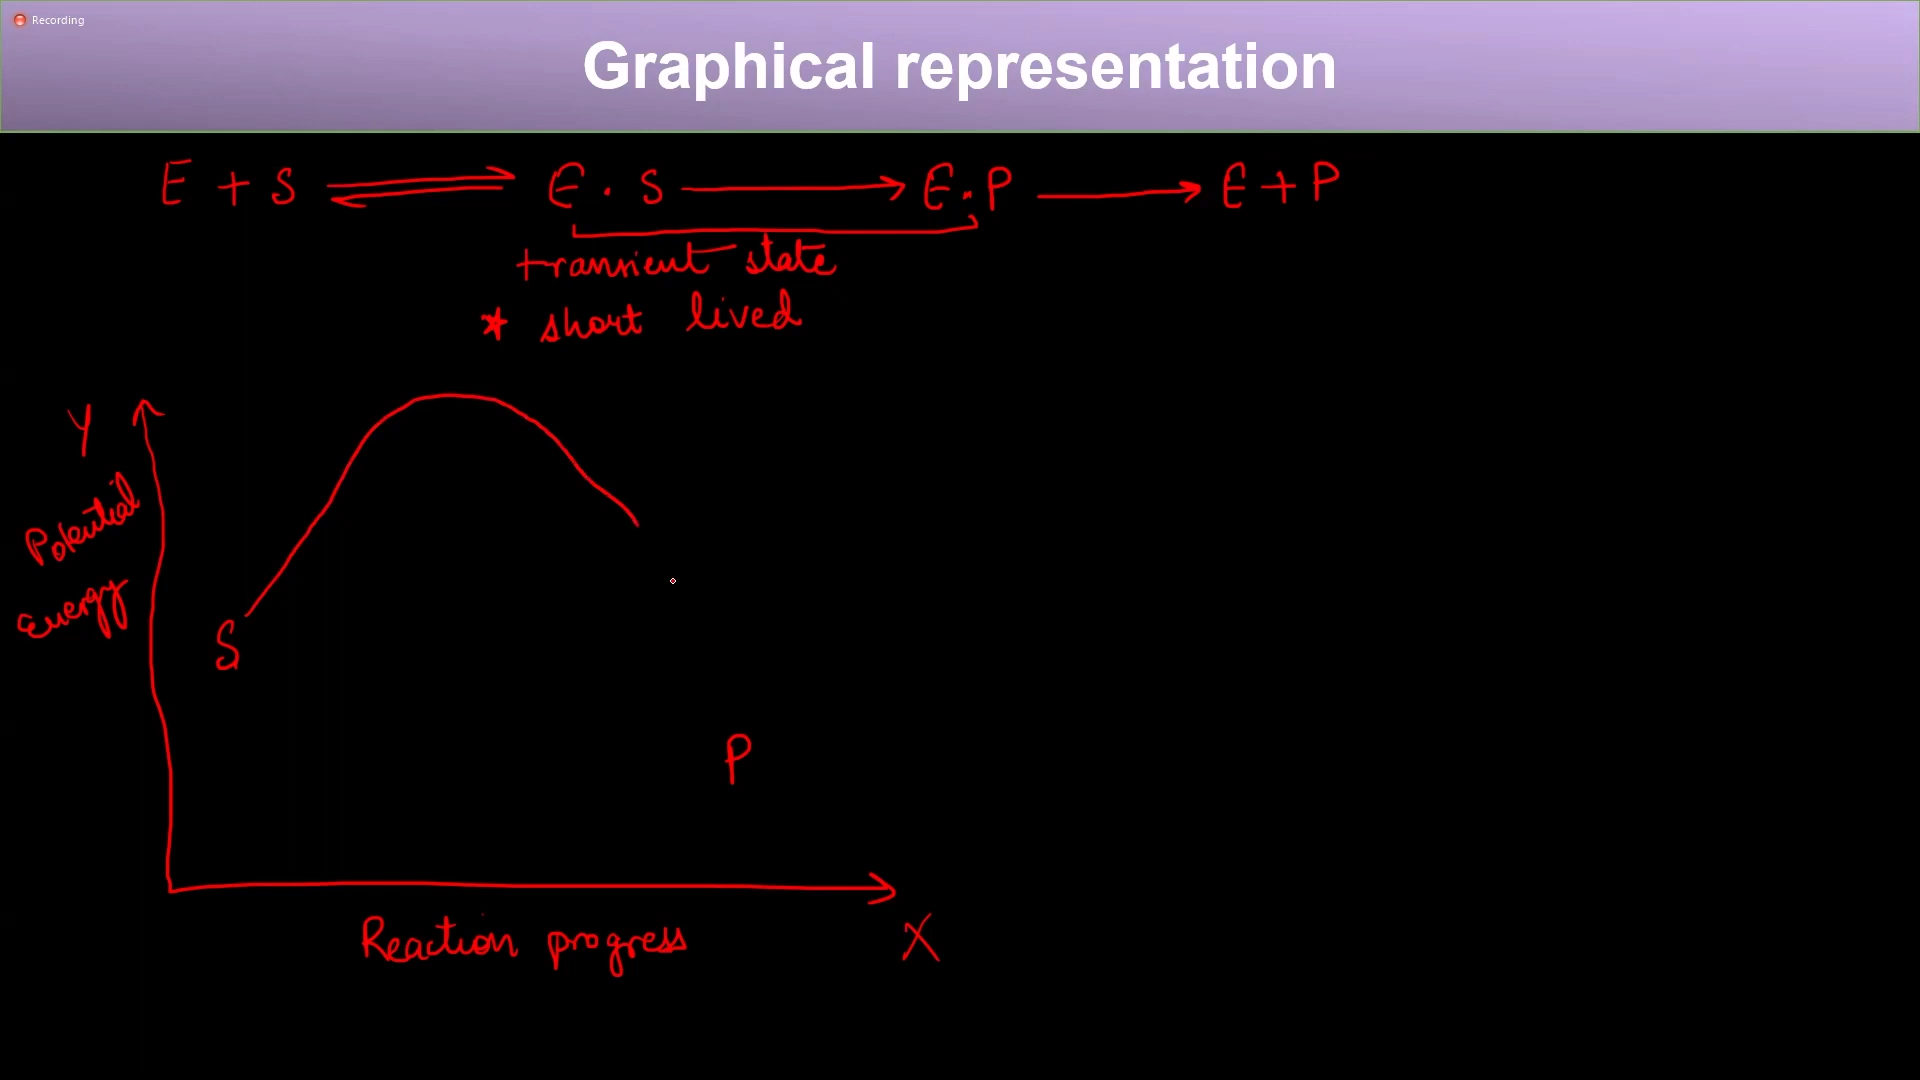 Recording
Graphical representation
E + S ⇌ E . S → E . P → E + P
transient state
* short lived
Y
Potential
Energy
S
P
Reaction progress
X